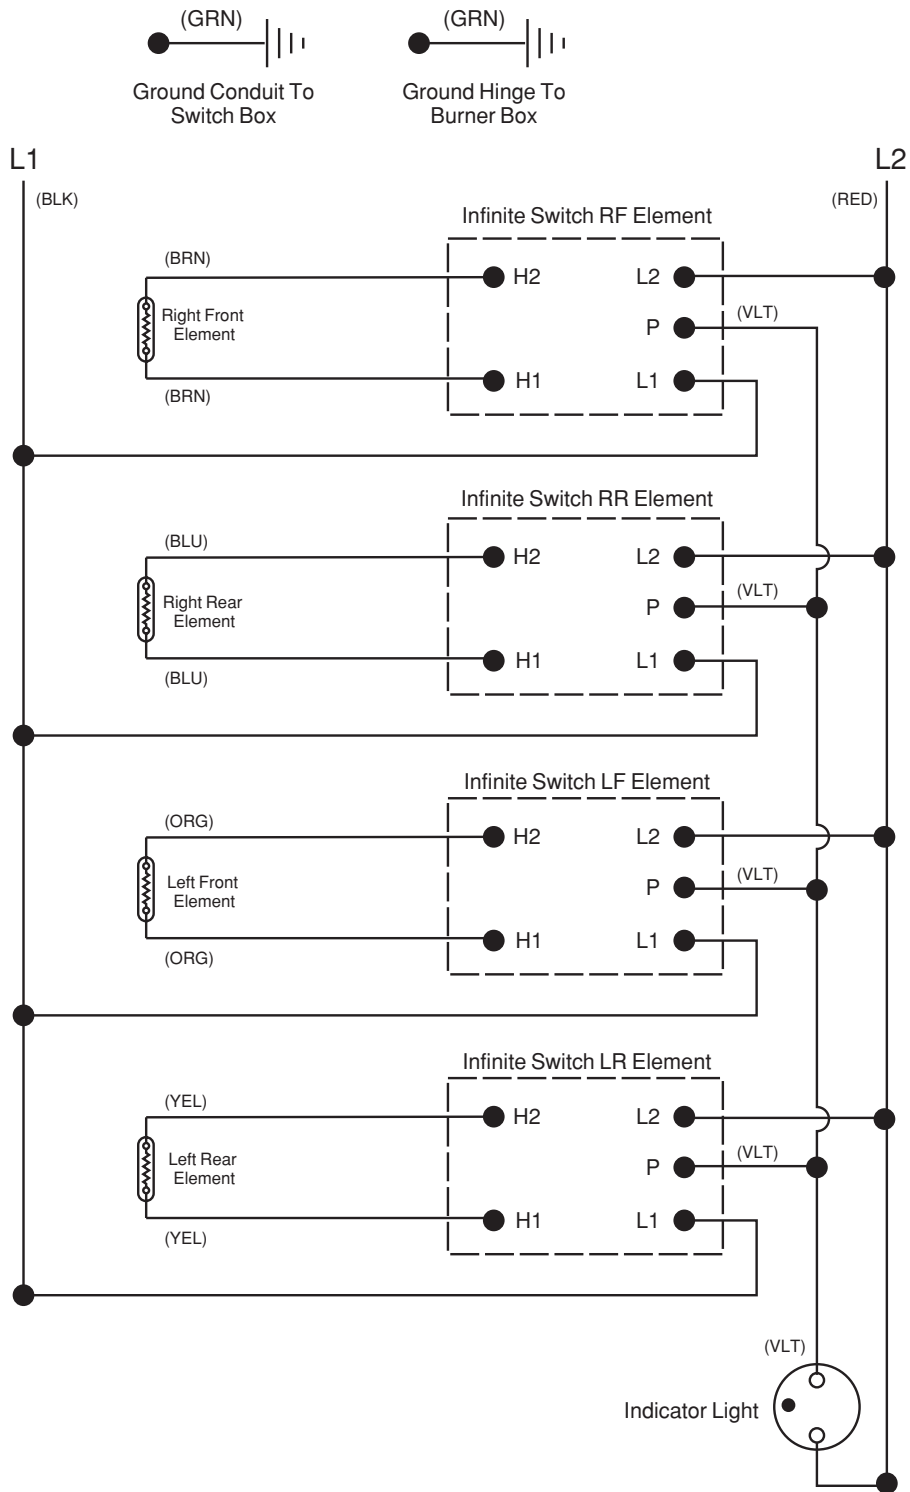 (GRN)
(GRN)
Ground Conduit To
Switch Box
Ground Hinge To
Burner Box
L1
L2
(BLK)
(RED)
Infinite Switch RF Element
(BRN)
H2
L2
Right Front
Element
P
(VLT)
(BRN)
H1
L1
Infinite Switch RR Element
(BLU)
H2
L2
Right Rear
Element
P
(VLT)
(BLU)
H1
L1
Infinite Switch LF Element
(ORG)
H2
L2
Left Front
Element
P
(VLT)
(ORG)
H1
L1
Infinite Switch LR Element
(YEL)
H2
L2
Left Rear
Element
P
(VLT)
(YEL)
H1
L1
(VLT)
Indicator Light